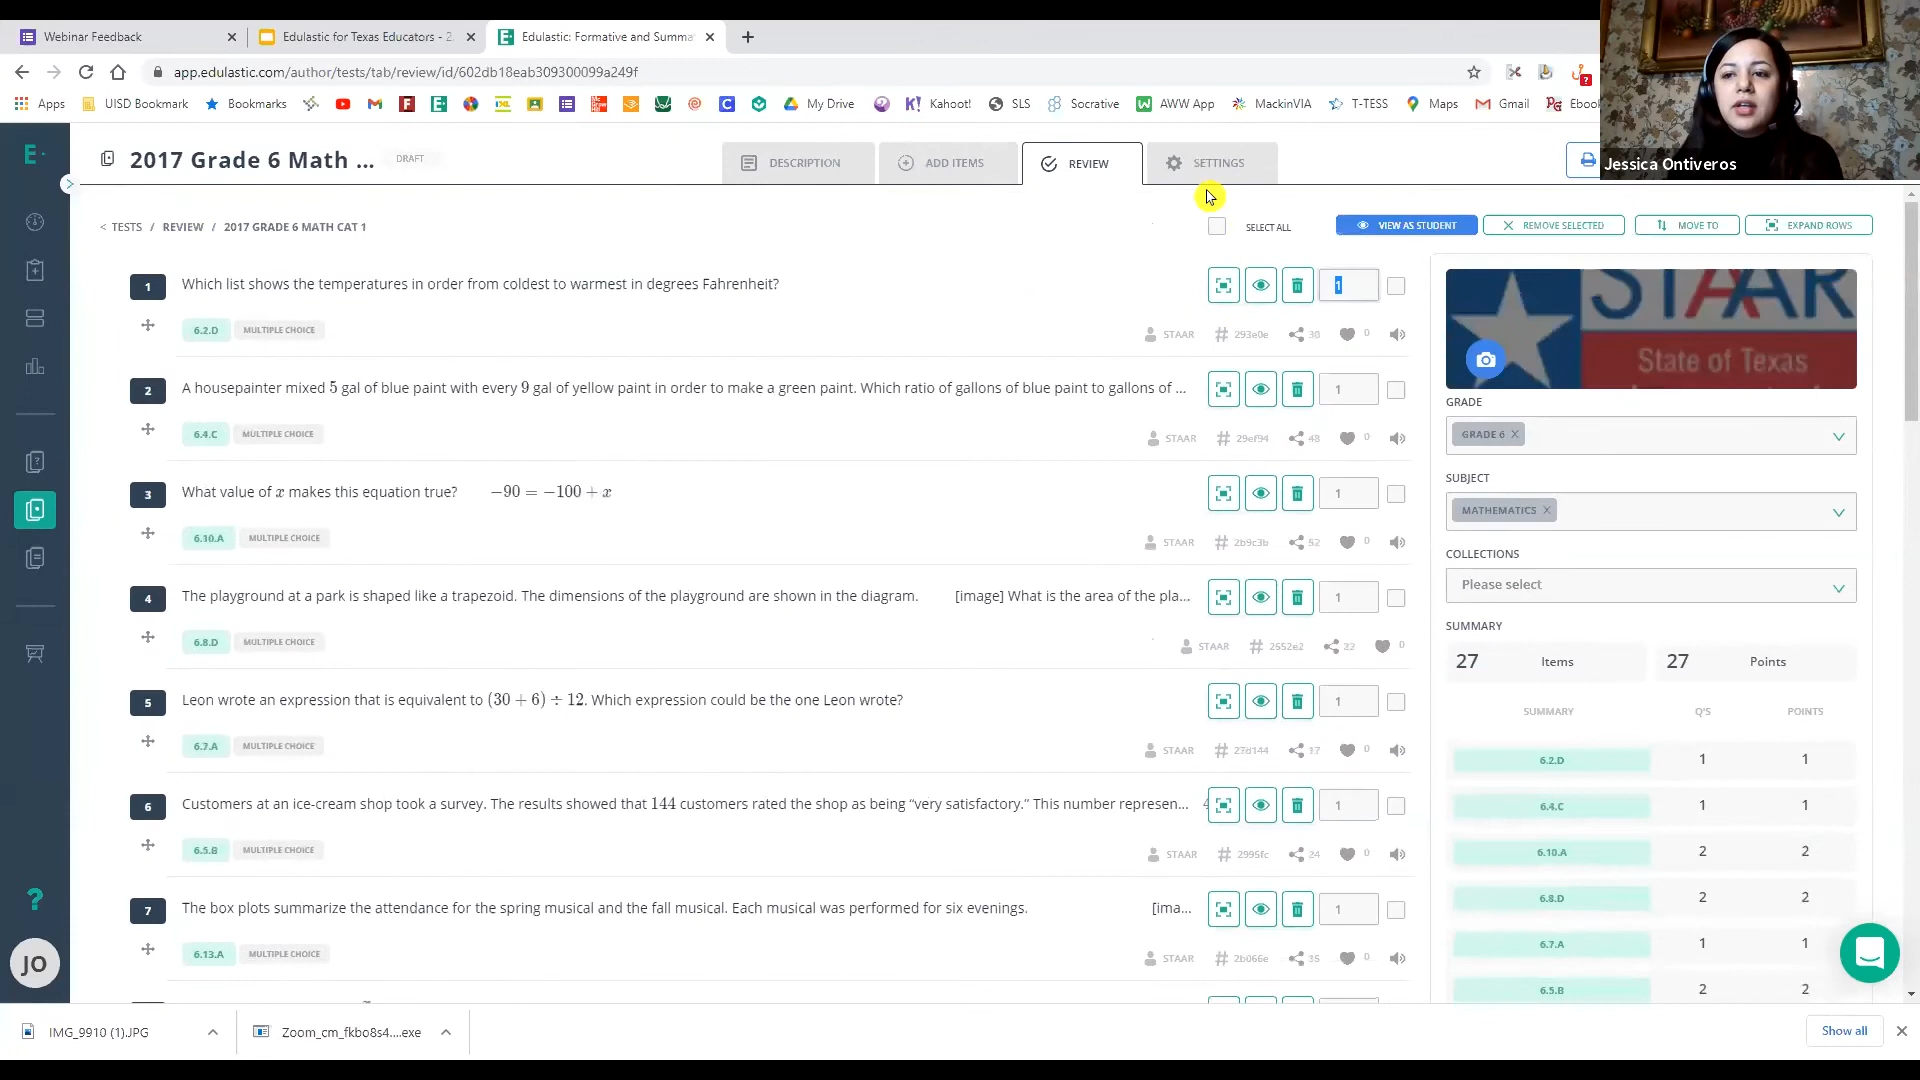 Webinar Feedback
Edulastic for Texas Educators - 2
Edulastic: Formative and Summa
app.edulastic.com/author/tests/tab/review/id/602db18eab309300099a249f
Apps
UISD Bookmark
Bookmarks
My Drive
Kahoot!
SLS
Socrative
AWW App
MackinVIA
T-TESS
Maps
Gmail
Ebook
Jessica Ontiveros
2017 Grade 6 Math ...
DRAFT
DESCRIPTION
ADD ITEMS
REVIEW
SETTINGS
< TESTS / REVIEW / 2017 GRADE 6 MATH CAT 1
SELECT ALL
VIEW AS STUDENT
REMOVE SELECTED
MOVE TO
EXPAND ROWS
1 Which list shows the temperatures in order from coldest to warmest in degrees Fahrenheit? 1
6.2.D MULTIPLE CHOICE STAAR # 293e0e 30 0
2 A housepainter mixed 5 gal of blue paint with every 9 gal of yellow paint in order to make a green paint. Which ratio of gallons of blue paint to gallons of ... 1
6.4.C MULTIPLE CHOICE STAAR # 29ef94 48 0
3 What value of x makes this equation true? −90 = −100 + x 1
6.10.A MULTIPLE CHOICE STAAR # 2b9c3b 52 0
4 The playground at a park is shaped like a trapezoid. The dimensions of the playground are shown in the diagram. [image] What is the area of the pla... 1
6.8.D MULTIPLE CHOICE STAAR # 2652e2 22 0
5 Leon wrote an expression that is equivalent to (30 + 6) ÷ 12. Which expression could be the one Leon wrote? 1
6.7.A MULTIPLE CHOICE STAAR # 27d144 17 0
6 Customers at an ice-cream shop took a survey. The results showed that 144 customers rated the shop as being “very satisfactory.” This number represen... 1
6.5.B MULTIPLE CHOICE STAAR # 2995fc 24 0
7 The box plots summarize the attendance for the spring musical and the fall musical. Each musical was performed for six evenings. [ima... 1
6.13.A MULTIPLE CHOICE STAAR # 2b066e 35 0
STAAR
State of Texas
GRADE
GRADE 6 X
SUBJECT
MATHEMATICS X
COLLECTIONS
Please select
SUMMARY
27 Items 27 Points
SUMMARY Q'S POINTS
6.2.D 1 1
6.4.C 1 1
6.10.A 2 2
6.8.D 2 2
6.7.A 1 1
6.5.B 2 2
JO
IMG_9910 (1).JPG
Zoom_cm_fkbo8s4....exe
Show all